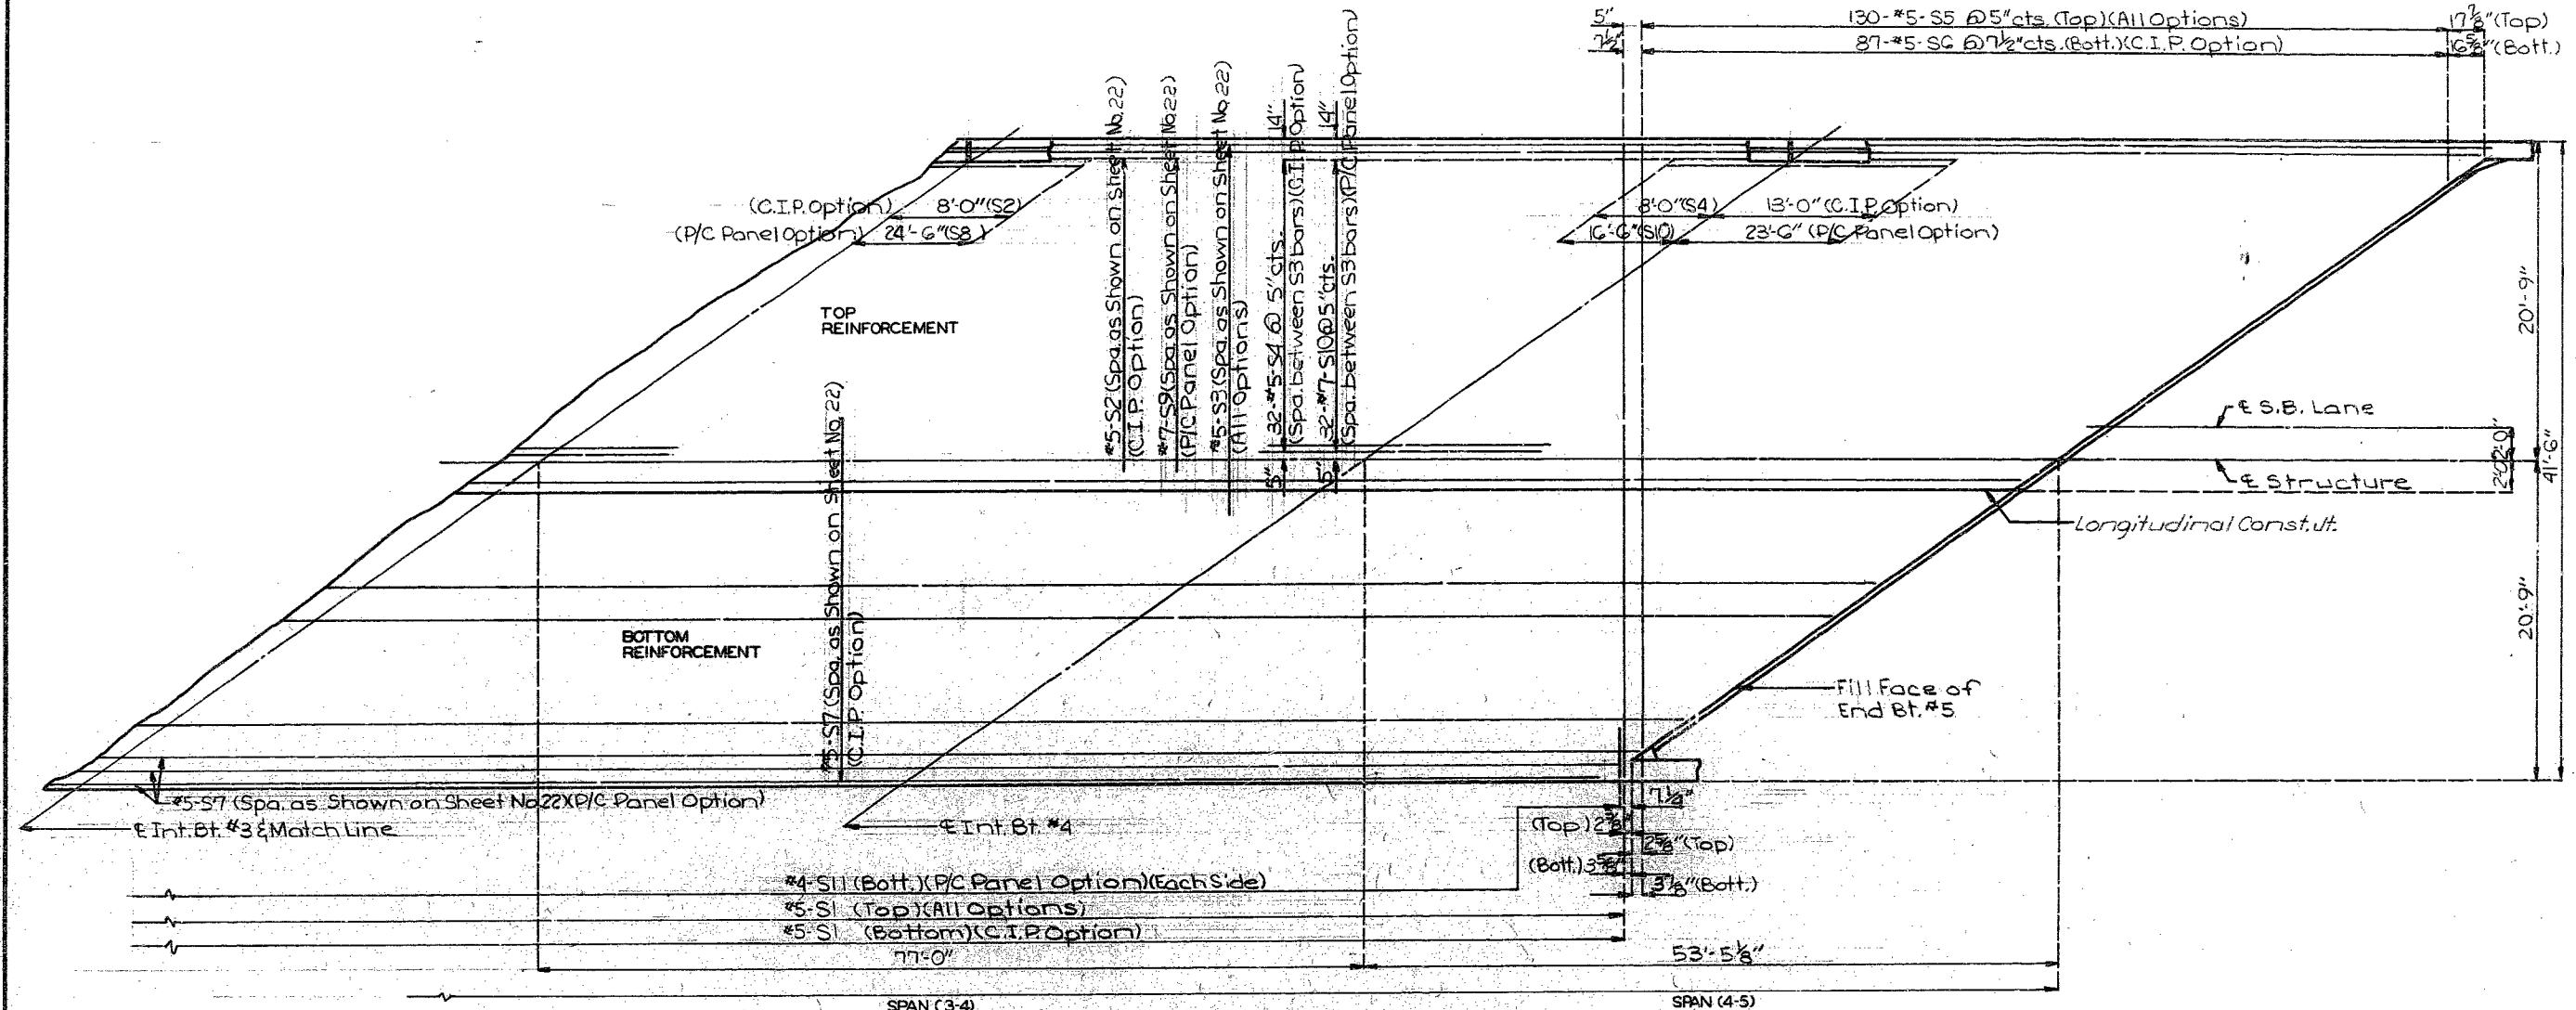 5" 130-#5-S5 @ 5" cts. (Top)(All Options) 17⅞" (Top)
7½" 87-#5-S6 @ 7½" cts. (Bott.)(C.I.P. Option) 16⅝" (Bott.)
#5-S2 (Spa. as Shown on Sheet No. 22)
(C.I.P. Option)
#7-S9 (Spa. as Shown on Sheet No. 22)
(P/C Panel Option)
#5-S3 (Spa. as Shown on Sheet No. 22)
(All Options)
5" 32-#5-S4 @ 5" cts. 14"
(Spa. between S3 bars)(C.I.P. Option)
5" 32-#7-S10 @ 5" cts. 14"
(Spa. between S3 bars)(P/C Panel Option)
(C.I.P. Option) 8'-0" (S2)
(P/C Panel Option) 24'-6" (S8)
8'-0" (S4) 13'-0" (C.I.P. Option)
16'-6" (S10) 23'-6" (P/C Panel Option)
TOP
REINFORCEMENT
20'-9"
℄ S.B. Lane
2'-0"
2'-0"
41'-6"
℄ Structure
Longitudinal Const. Jt.
#5-S7 (Spa. as Shown on Sheet No. 22)
(C.I.P. Option)
BOTTOM
REINFORCEMENT
20'-9"
Fill Face of
End Bt. #5
#5-S7 (Spa. as Shown on Sheet No. 22)(P/C Panel Option)
℄ Int. Bt. #3 & Match Line
℄ Int. Bt. #4
7¼"
(Top) 2⅜"
2⅝" (Top)
(Bott.) 3⅝"
3⅞" (Bott.)
#4-S11 (Bott.)(P/C Panel Option)(Each Side)
#5-S1 (Top)(All Options)
#5-S1 (Bottom)(C.I.P. Option)
77'-0"
53'-5⅛"
SPAN (3-4)
SPAN (4-5)